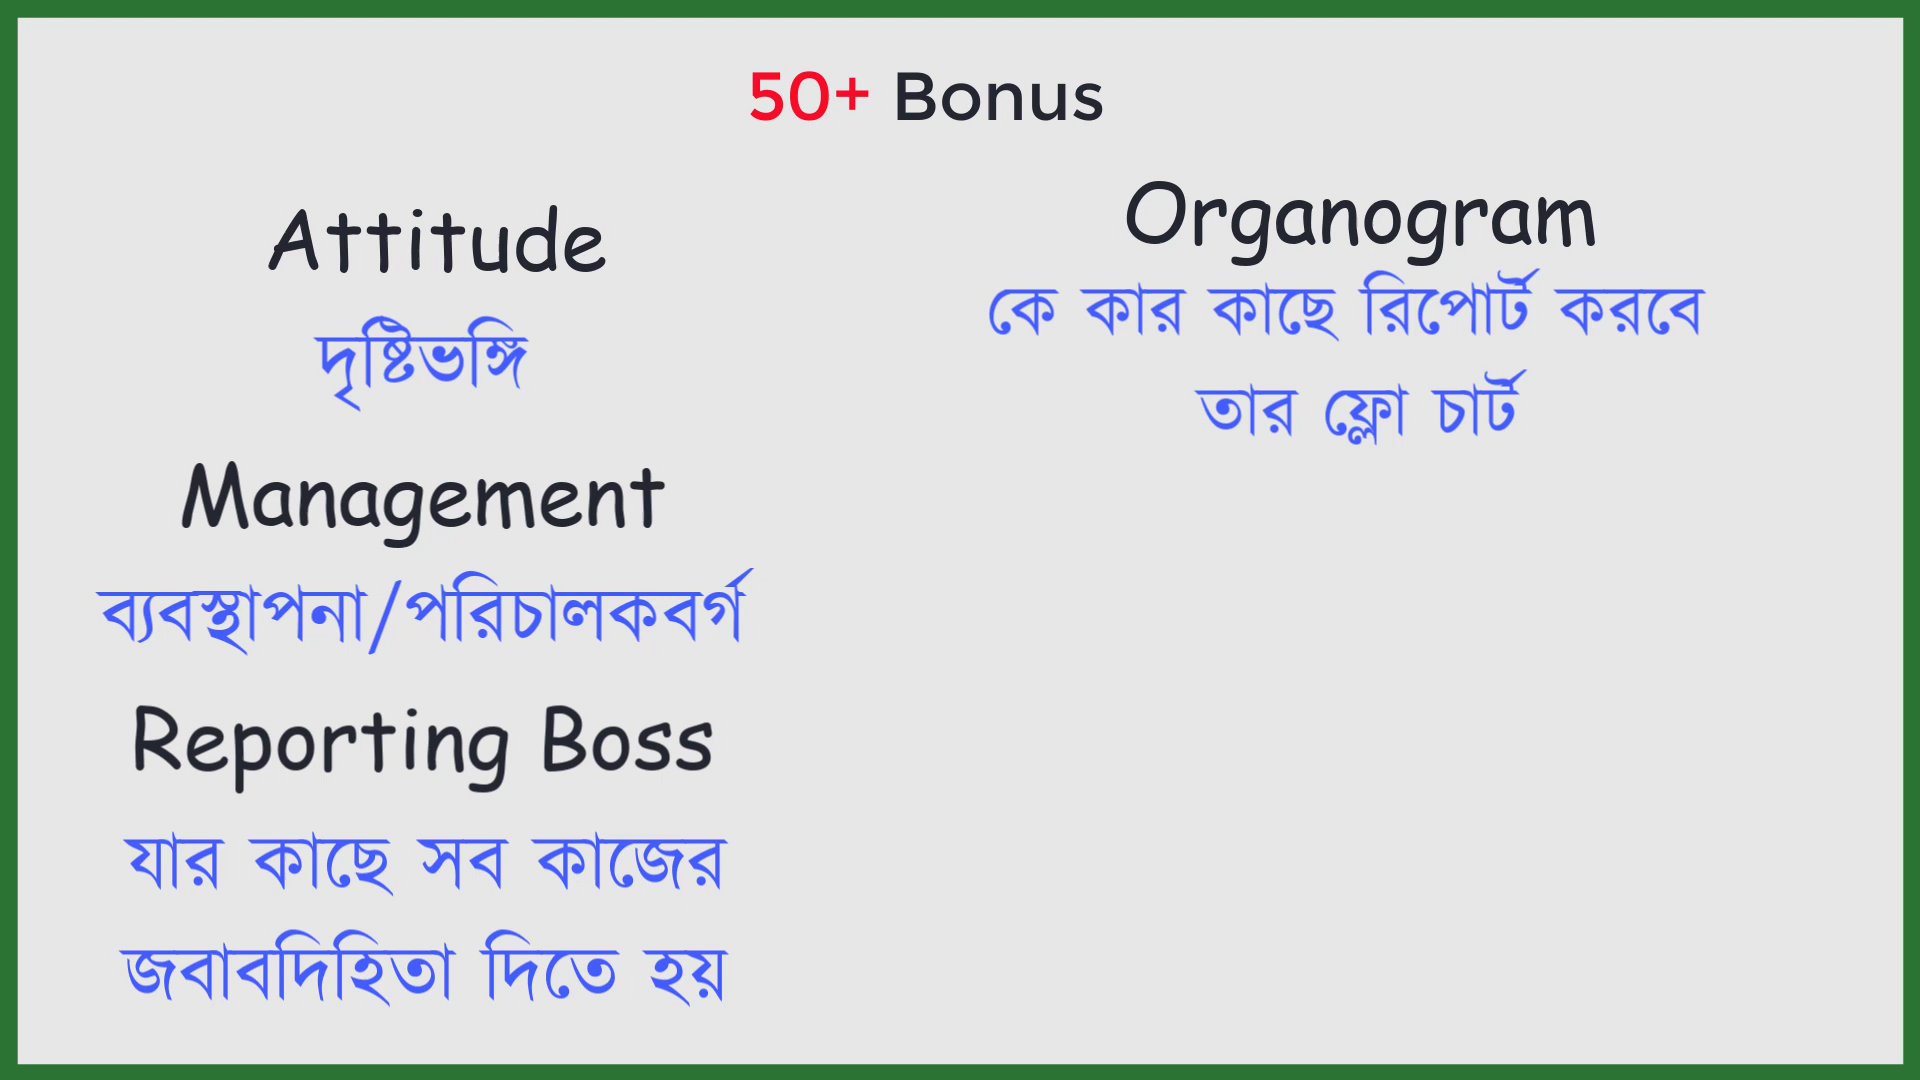 50+ Bonus
Attitude
দৃষ্টিভঙ্গি
Management
ব্যবস্থাপনা/পরিচালকবর্গ
Reporting Boss
যার কাছে সব কাজের
জবাবদিহিতা দিতে হয়
Organogram
কে কার কাছে রিপোর্ট করবে
তার ফ্লো চার্ট